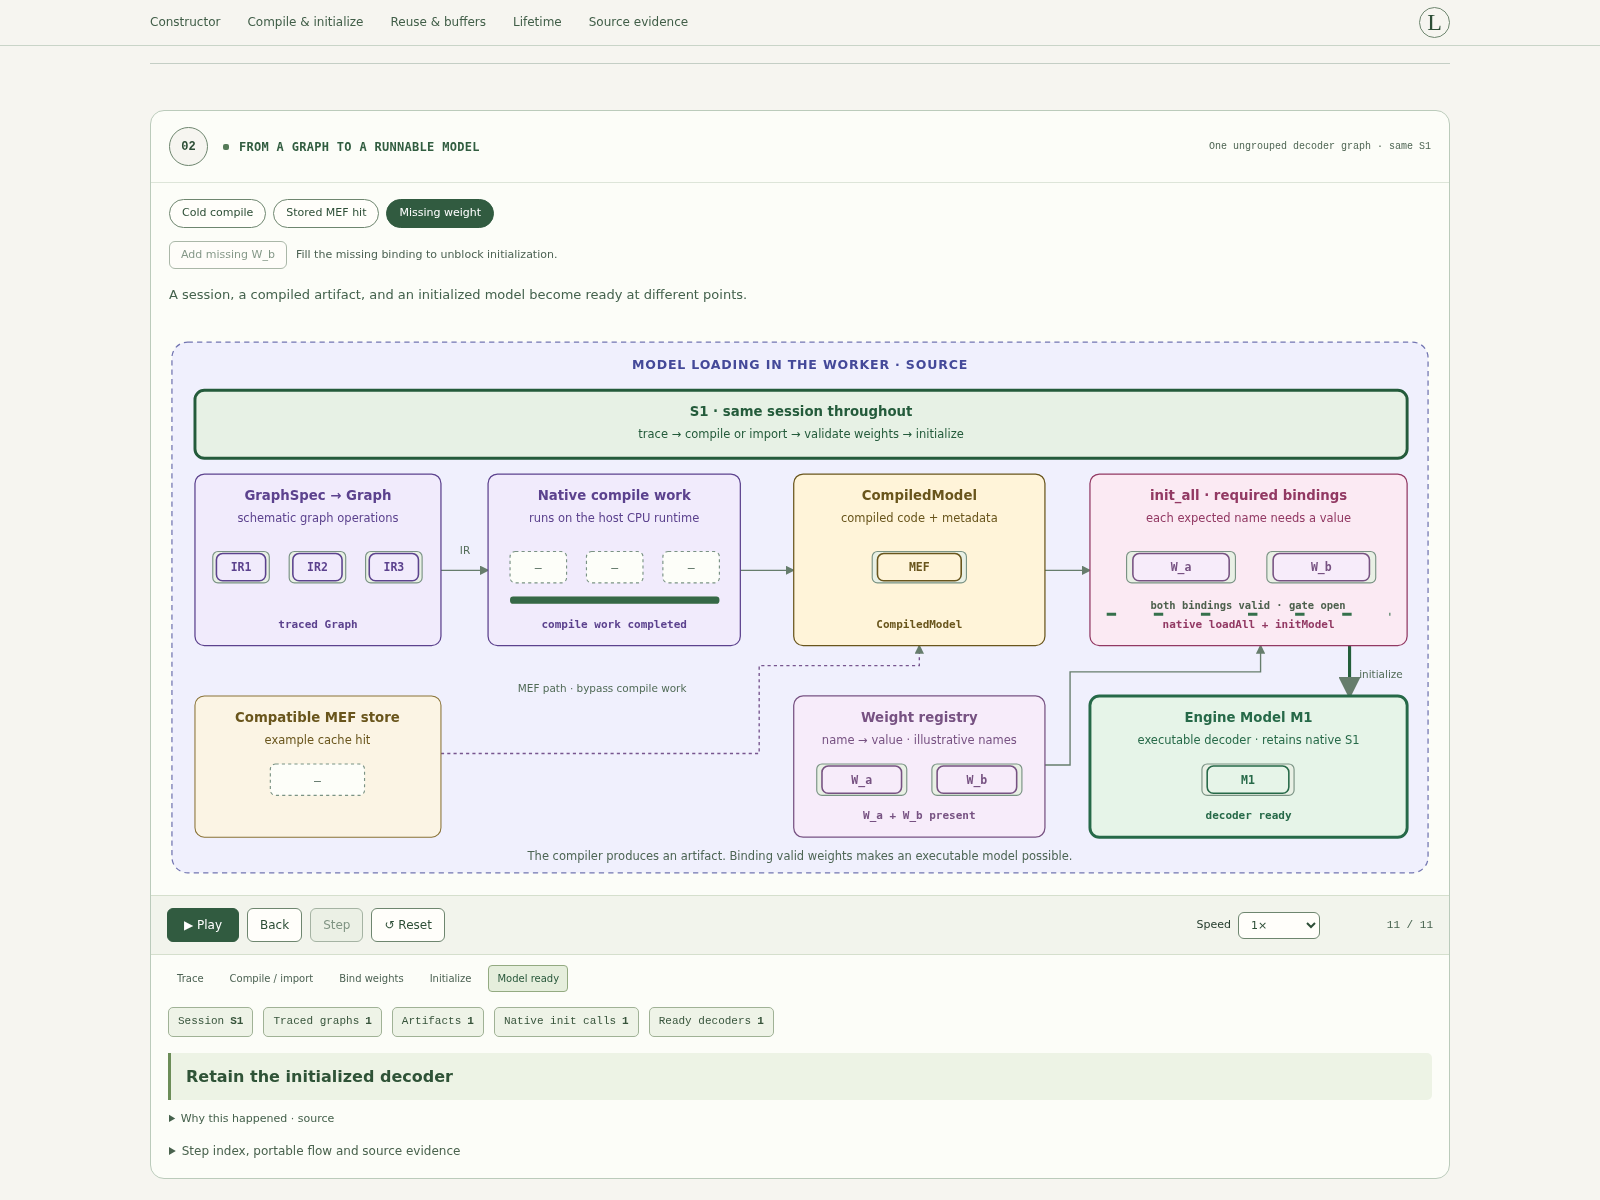 Constructor Compile & initialize Reuse & buffers Lifetime Source evidence L
02 FROM A GRAPH TO A RUNNABLE MODEL One ungrouped decoder graph · same S1
Cold compile Stored MEF hit Missing weight
Add missing W_b Fill the missing binding to unblock initialization.
A session, a compiled artifact, and an initialized model become ready at different points.
MODEL LOADING IN THE WORKER · SOURCE
S1 · same session throughout
trace → compile or import → validate weights → initialize
GraphSpec → Graph
schematic graph operations
IR1 IR2 IR3
traced Graph
IR
Native compile work
runs on the host CPU runtime
— — —
compile work completed
CompiledModel
compiled code + metadata
MEF
CompiledModel
init_all · required bindings
each expected name needs a value
W_a W_b
both bindings valid · gate open
native loadAll + initModel
initialize
MEF path · bypass compile work
Compatible MEF store
example cache hit
—
Weight registry
name → value · illustrative names
W_a W_b
W_a + W_b present
Engine Model M1
executable decoder · retains native S1
M1
decoder ready
The compiler produces an artifact. Binding valid weights makes an executable model possible.
▶ Play Back Step ↺ Reset Speed 1× 11 / 11
Trace Compile / import Bind weights Initialize Model ready
Session S1 Traced graphs 1 Artifacts 1 Native init calls 1 Ready decoders 1
Retain the initialized decoder
▶ Why this happened · source
▶ Step index, portable flow and source evidence